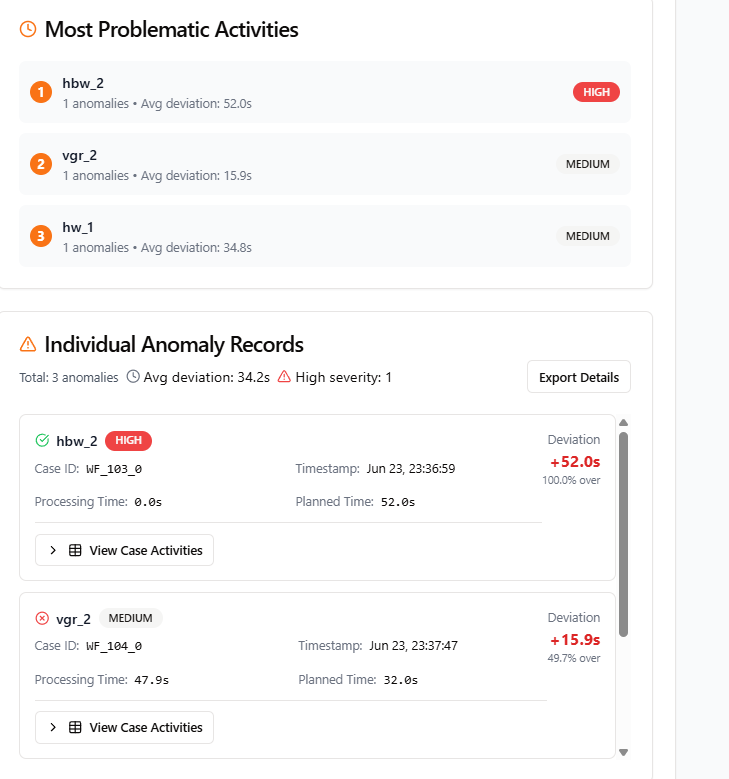 Most Problematic Activities
1
hbw_2
1 anomalies • Avg deviation: 52.0s
HIGH
2
vgr_2
1 anomalies • Avg deviation: 15.9s
MEDIUM
3
hw_1
1 anomalies • Avg deviation: 34.8s
MEDIUM
Individual Anomaly Records
Total: 3 anomalies Avg deviation: 34.2s High severity: 1
Export Details
hbw_2 HIGH
Deviation
Case ID: WF_103_0 Timestamp: Jun 23, 23:36:59
+52.0s
100.0% over
Processing Time: 0.0s Planned Time: 52.0s
View Case Activities
vgr_2 MEDIUM
Deviation
Case ID: WF_104_0 Timestamp: Jun 23, 23:37:47
+15.9s
49.7% over
Processing Time: 47.9s Planned Time: 32.0s
View Case Activities